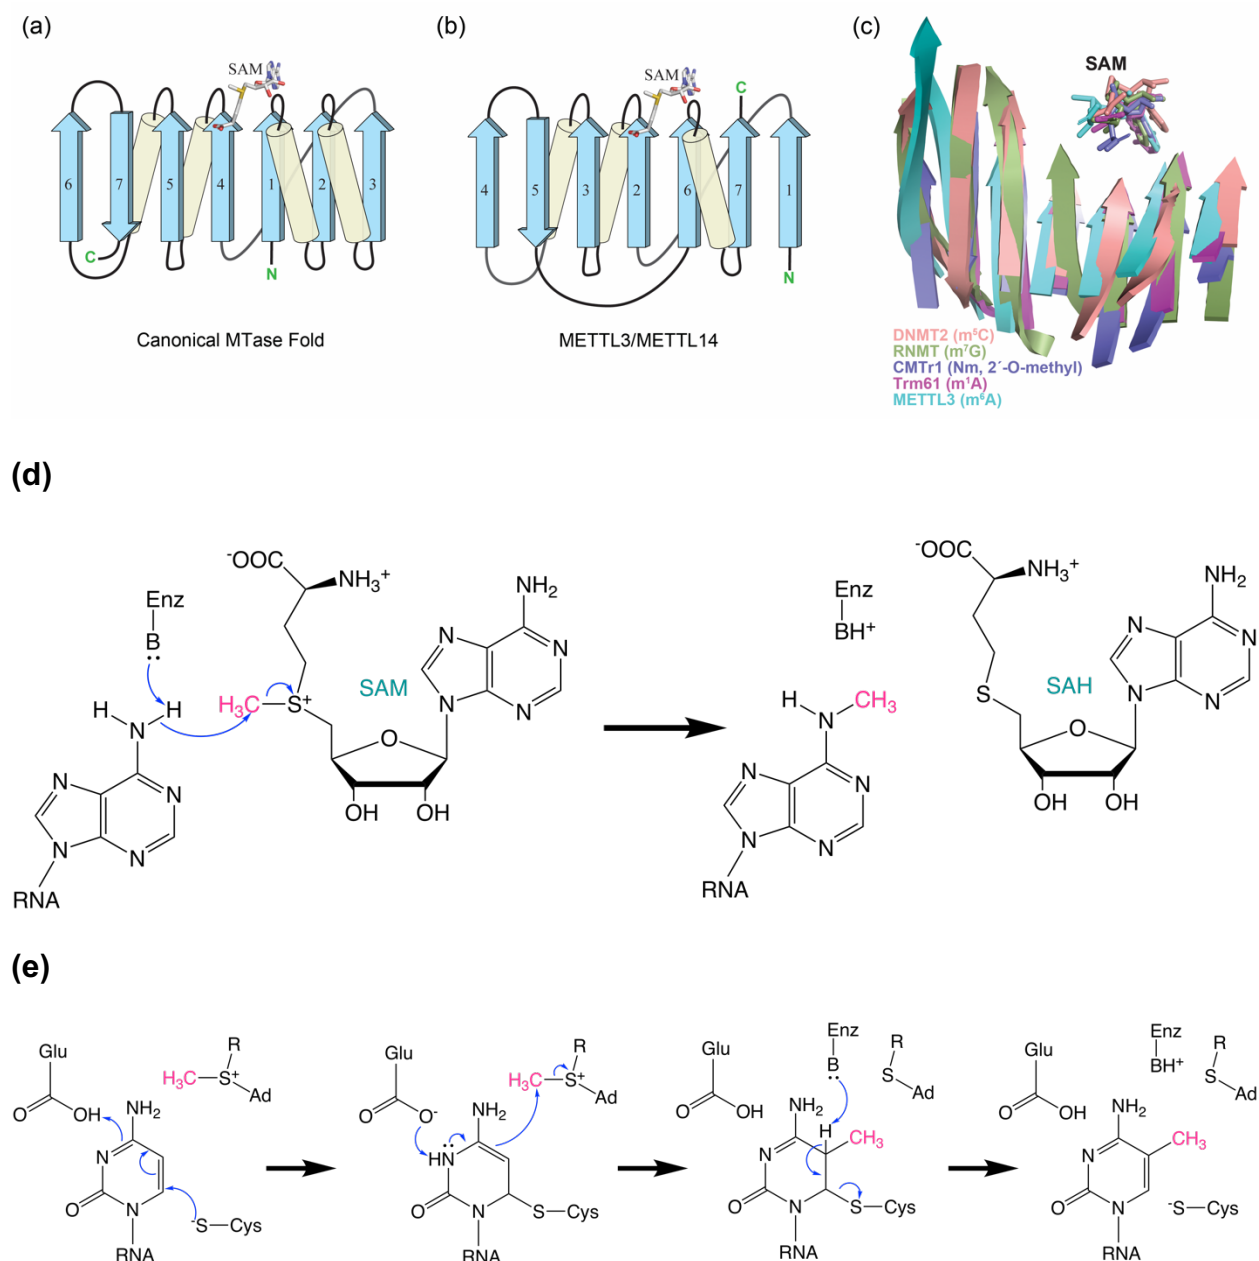 (a)
SAM
6 7 5 4 1 2 3
C
N
Canonical MTase Fold
(b)
SAM
C
4 5 3 2 6 7 1
N
METTL3/METTL14
(c)
SAM
DNMT2 (m⁵C)
RNMT (m⁷G)
CMTr1 (Nm, 2´-O-methyl)
Trm61 (m¹A)
METTL3 (m⁶A)
(d)
Enz
B
H H
N
N N
N N
RNA
⁻OOC
NH₃⁺
H₃C S⁺
SAM
NH₂
N N
N N
O
OH OH
Enz
BH⁺
H CH₃
N
N N
N N
RNA
⁻OOC
NH₃⁺
S
SAH
NH₂
N N
N N
O
OH OH
(e)
Glu
O OH
H₃C S⁺
R
Ad
NH₂
N
O N
RNA
⁻S Cys
Glu
O O⁻
H₃C S⁺
R
Ad
NH₂
HN
O N
S Cys
RNA
Glu
O OH
Enz
B
R
S
Ad
NH₂
H
CH₃
N
O N
S Cys
RNA
Glu
O OH
Enz
BH⁺
R
S
Ad
NH₂
CH₃
N
O N
⁻S Cys
RNA